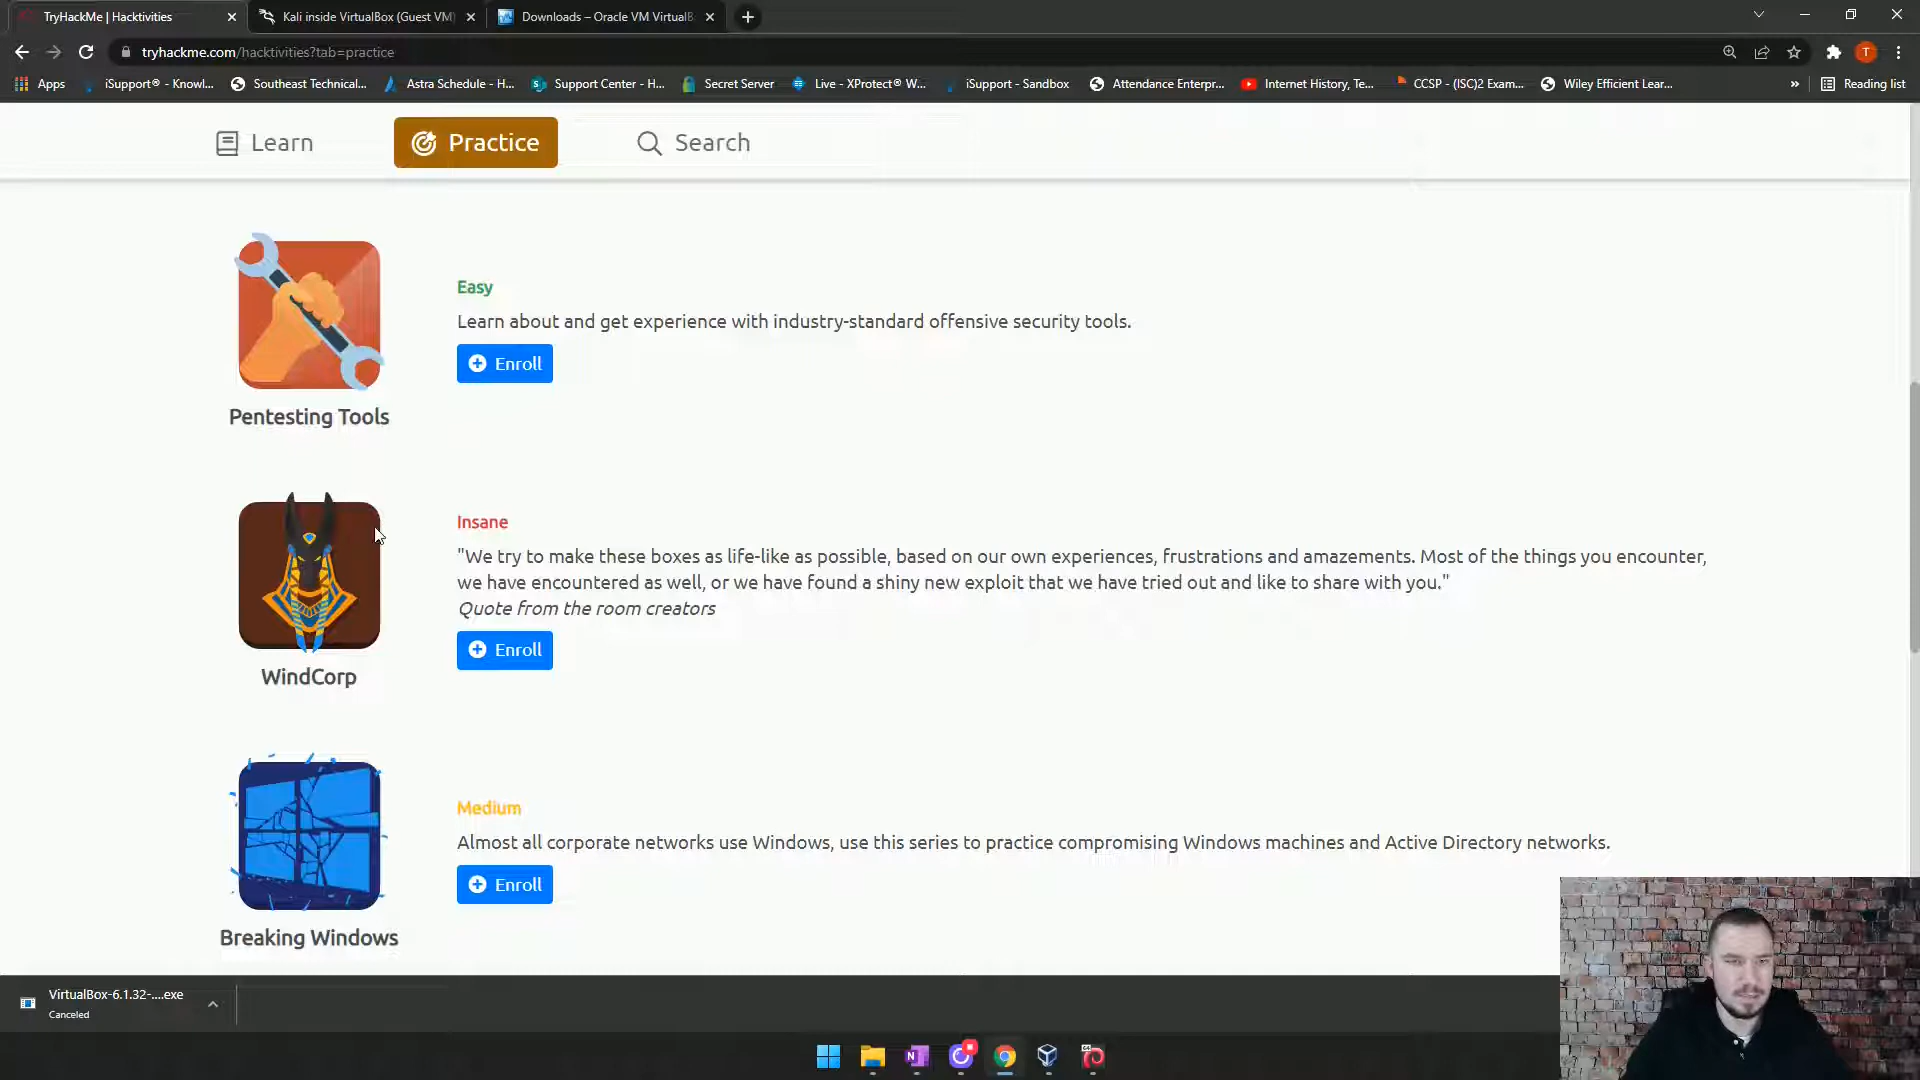 TryHackMe | Hacktivities
Kali inside VirtualBox (Guest VM)
Downloads – Oracle VM VirtualB
tryhackme.com/hacktivities?tab=practice
Apps
iSupport® - Knowl...
Southeast Technical...
Astra Schedule - H...
Support Center - H...
Secret Server
Live - XProtect® W...
iSupport - Sandbox
Attendance Enterpr...
Internet History, Te...
CCSP - (ISC)2 Exam...
Wiley Efficient Lear...
»
Reading list
T
Learn
Practice
Search
Easy
Learn about and get experience with industry-standard offensive security tools.
Enroll
Pentesting Tools
Insane
"We try to make these boxes as life-like as possible, based on our own experiences, frustrations and amazements. Most of the things you encounter,
we have encountered as well, or we have found a shiny new exploit that we have tried out and like to share with you."
Quote from the room creators
Enroll
WindCorp
Medium
Almost all corporate networks use Windows, use this series to practice compromising Windows machines and Active Directory networks.
Enroll
Breaking Windows
VirtualBox-6.1.32-....exe
Canceled
N
64